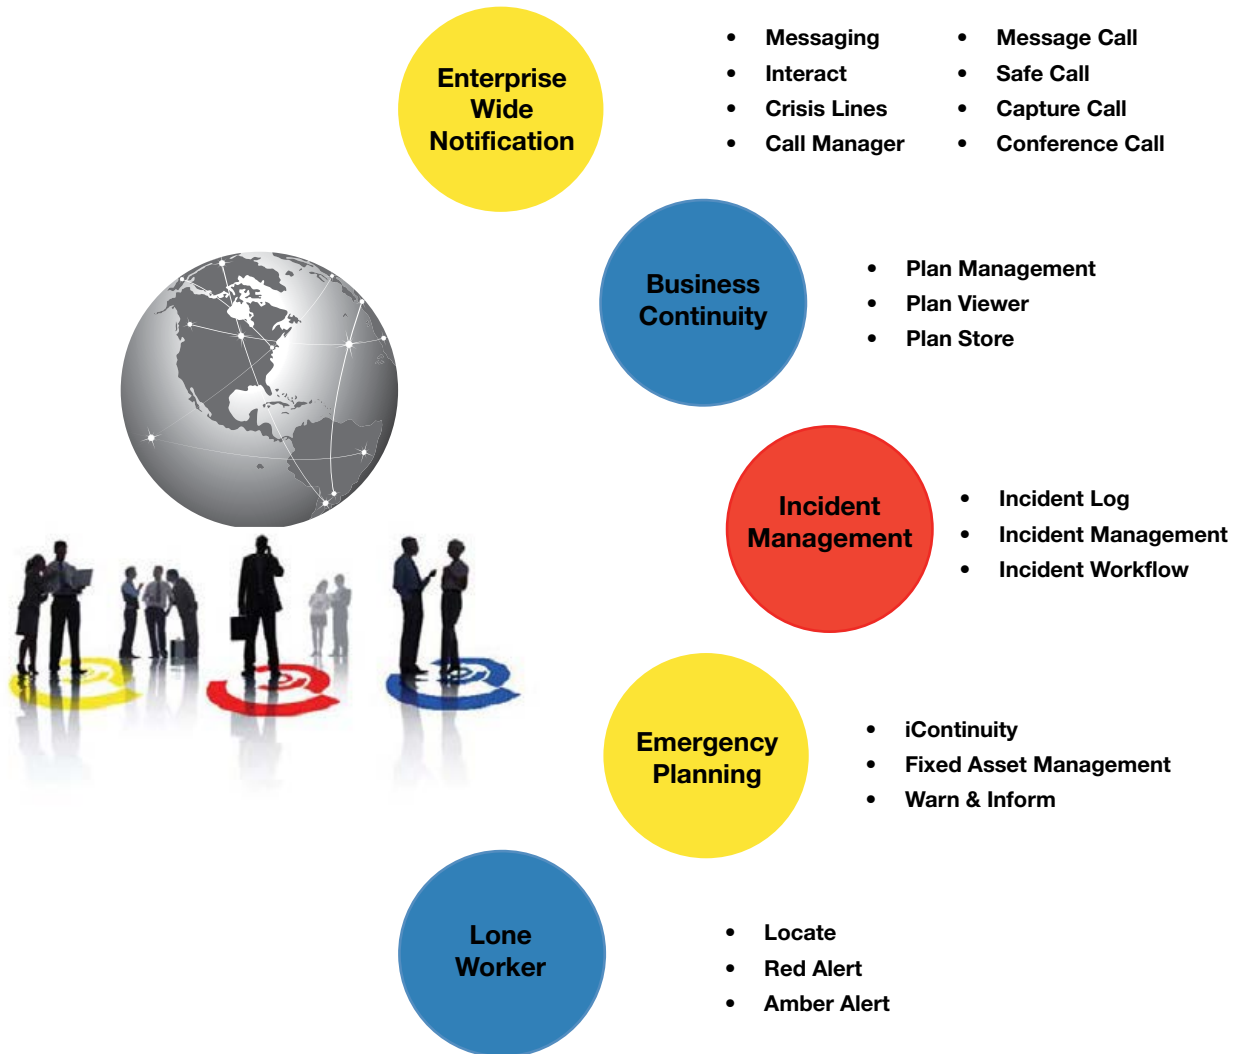 Enterprise
Wide
Notification
• Messaging
• Interact
• Crisis Lines
• Call Manager
• Message Call
• Safe Call
• Capture Call
• Conference Call
Business
Continuity
• Plan Management
• Plan Viewer
• Plan Store
Incident
Management
• Incident Log
• Incident Management
• Incident Workflow
Emergency
Planning
• iContinuity
• Fixed Asset Management
• Warn & Inform
Lone
Worker
• Locate
• Red Alert
• Amber Alert